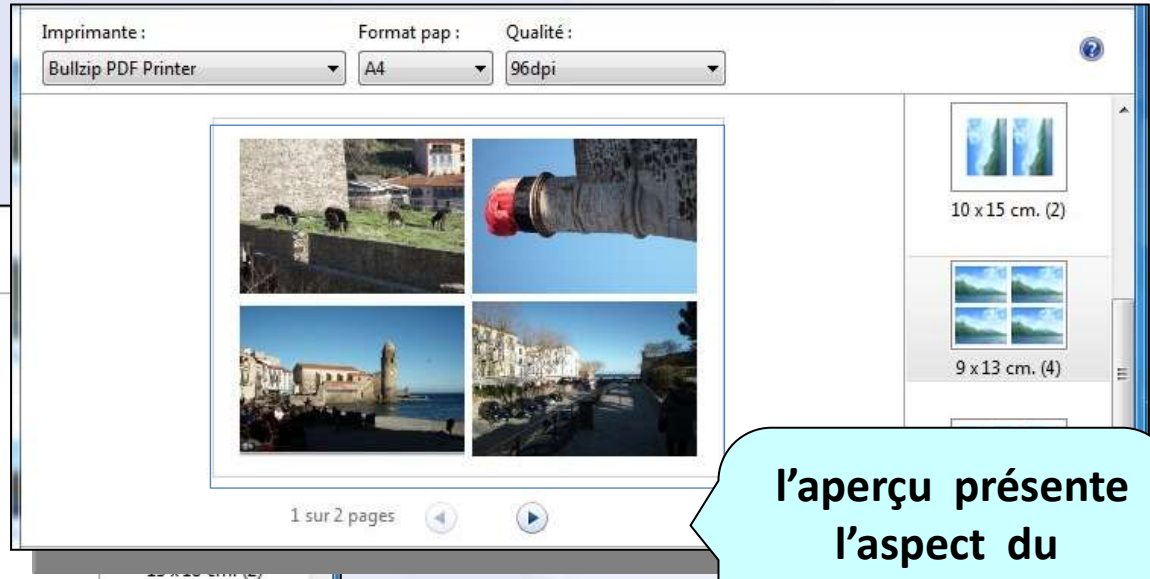 Imprimante : Format pap : Qualité :
Bullzip PDF Printer A4 96dpi
10 x 15 cm. (2)
9 x 13 cm. (4)
1 sur 2 pages
l’aperçu présente
l’aspect du